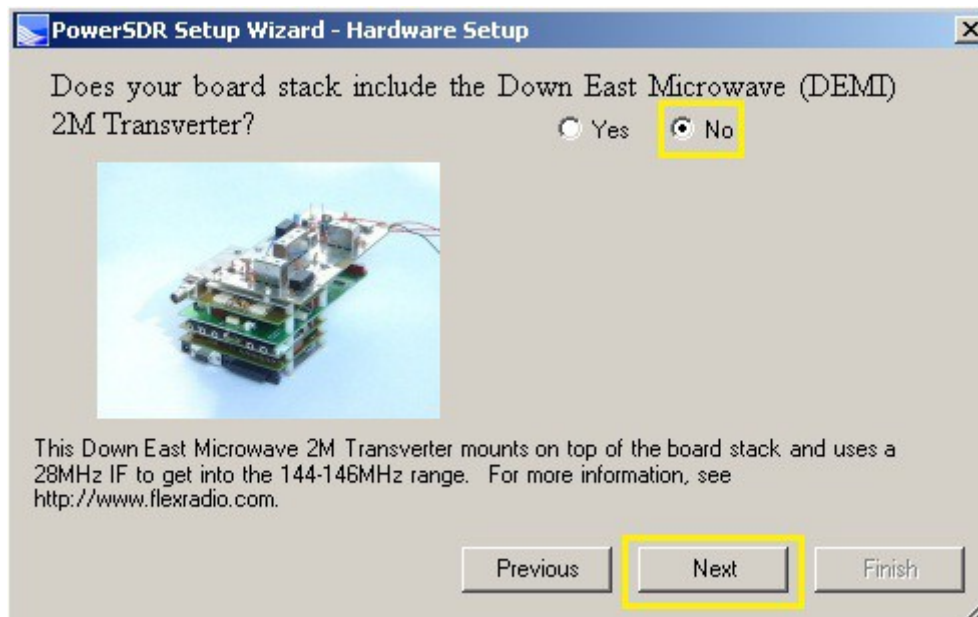 PowerSDR Setup Wizard - Hardware Setup
Does your board stack include the Down East Microwave (DEMI)
2M Transverter?
Yes No
This Down East Microwave 2M Transverter mounts on top of the board stack and uses a
28MHz IF to get into the 144-146MHz range. For more information, see
http://www.flexradio.com.
Previous Next Finish